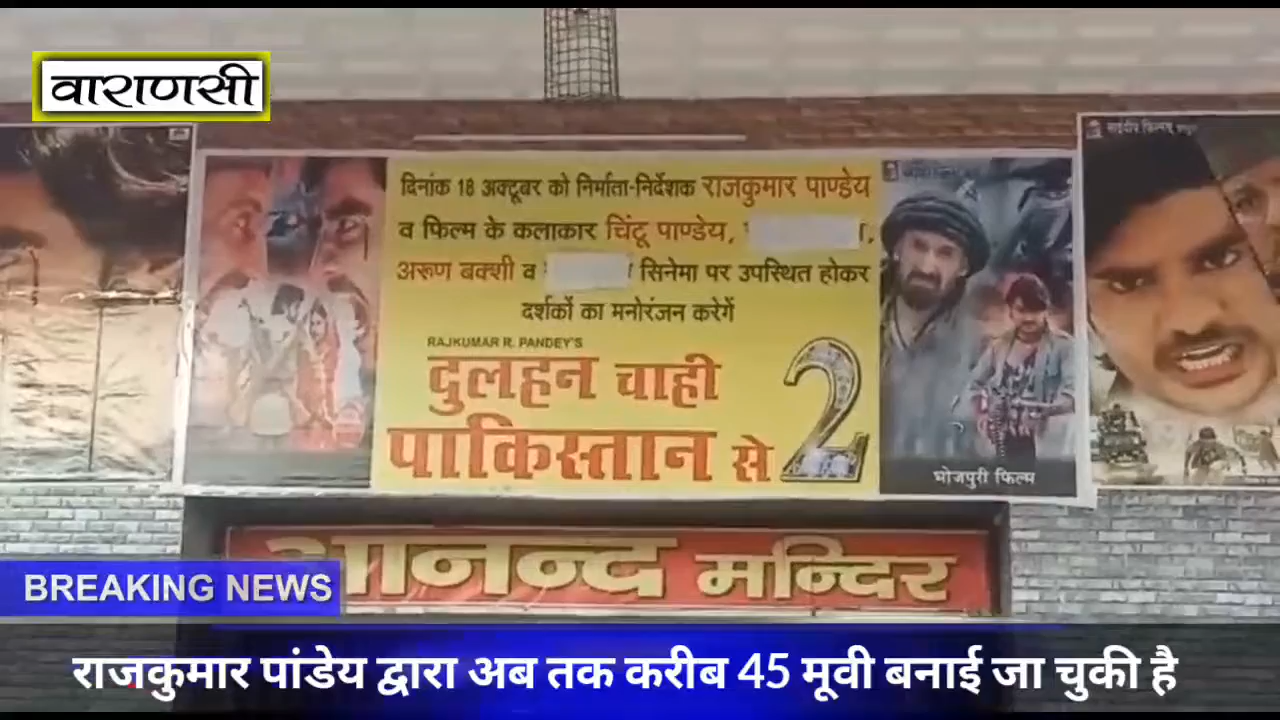 वाराणसी
दिनांक 18 अक्टूबर को निर्माता-निर्देशक राजकुमार पाण्डेय
व फिल्म के कलाकार चिंटू पाण्डेय,
अरूण बक्शी व सिनेमा पर उपस्थित होकर
दर्शकों का मनोरंजन करेगें
RAJKUMAR R. PANDEY'S
दुलहन चाही
पाकिस्तान से 2
भोजपुरी फिल्म
आनन्द मन्दिर
BREAKING NEWS
राजकुमार पांडेय द्वारा अब तक करीब 45 मूवी बनाई जा चुकी है